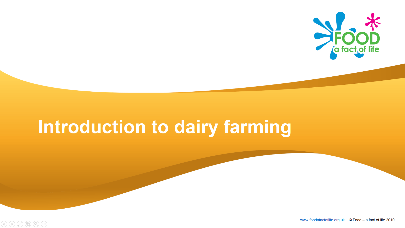 FOOD
a fact of life
Introduction to dairy farming